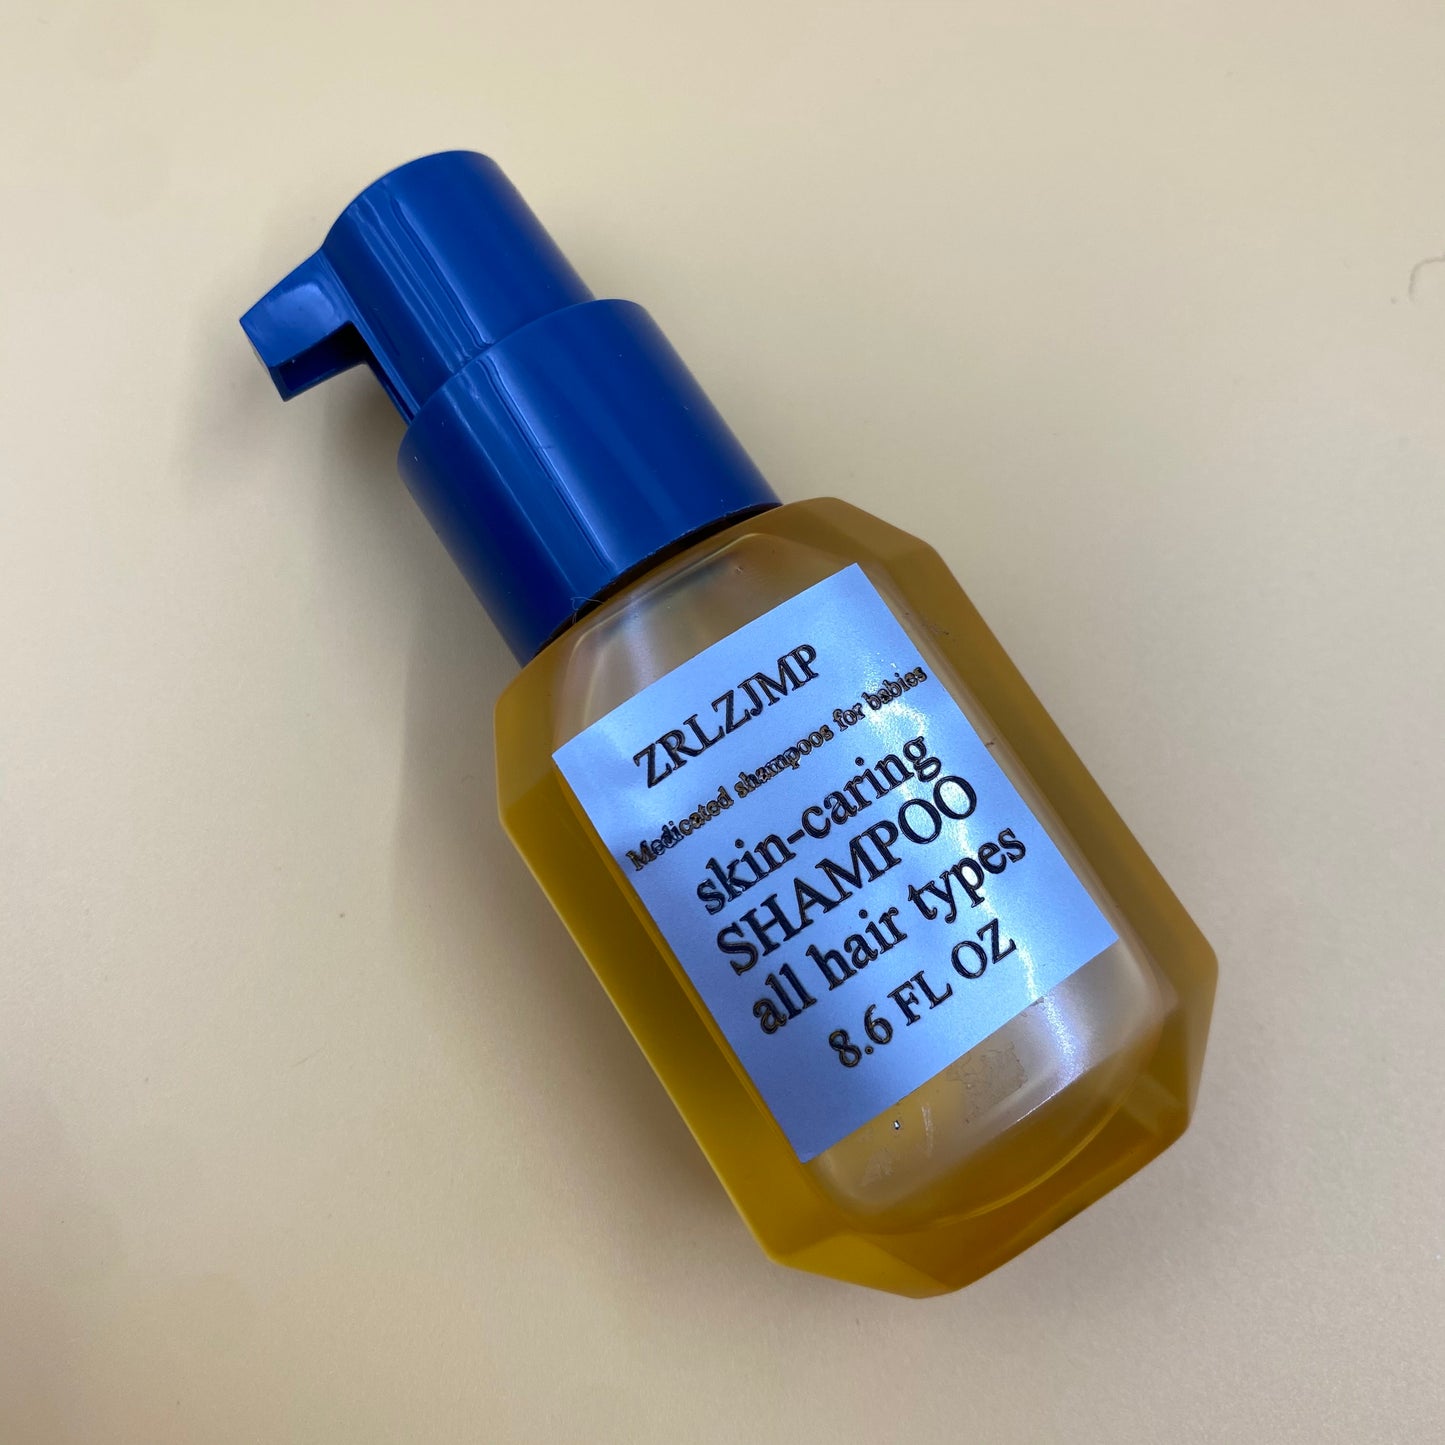 ZRLZJMP
Medicated shampoos for babies
skin-caring
SHAMPOO
all hair types
8.6 FL OZ